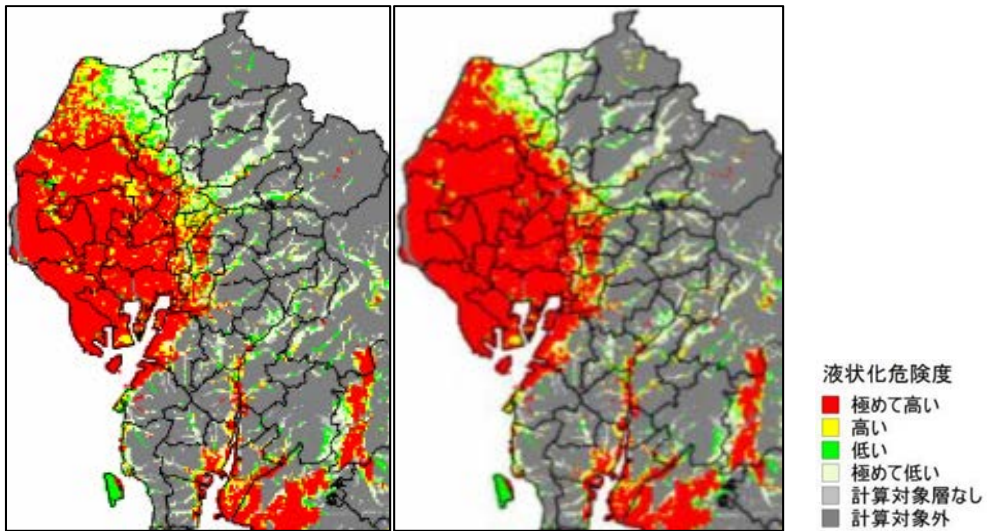 液状化危険度
極めて高い
高い
低い
極めて低い
計算対象層なし
計算対象外